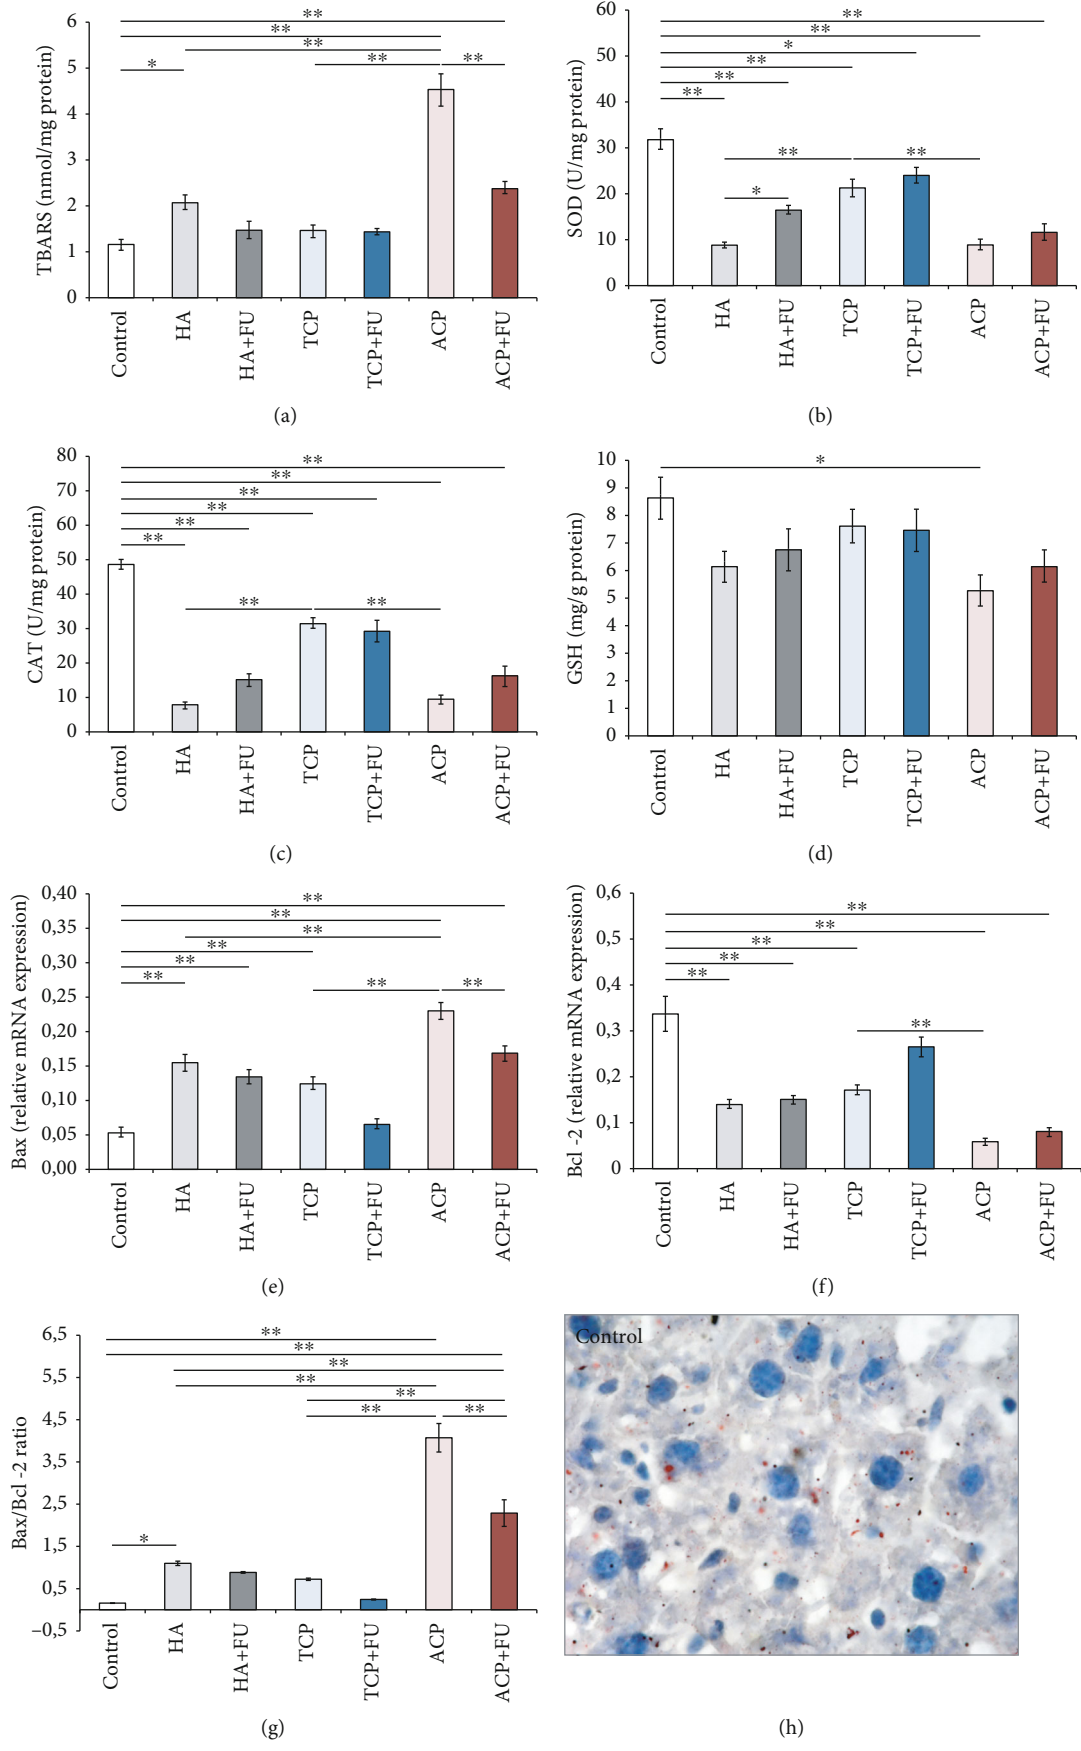 TBARS (nmol/mg protein)
6
5
4
3
2
1
0
**
**
**
**
**
*
Control
HA
HA+FU
TCP
TCP+FU
ACP
ACP+FU
(a)
SOD (U/mg protein)
60
50
40
30
20
10
0
**
**
*
**
**
**
**
**
*
Control
HA
HA+FU
TCP
TCP+FU
ACP
ACP+FU
(b)
CAT (U/mg protein)
80
70
60
50
40
30
20
10
0
**
**
**
**
**
**
**
**
Control
HA
HA+FU
TCP
TCP+FU
ACP
ACP+FU
(c)
GSH (mg/g protein)
10
9
8
7
6
5
4
3
2
1
0
*
Control
HA
HA+FU
TCP
TCP+FU
ACP
ACP+FU
(d)
Bax (relative mRNA expression)
0,40
0,35
0,30
0,25
0,20
0,15
0,10
0,05
0,00
**
**
**
**
**
**
**
**
Control
HA
HA+FU
TCP
TCP+FU
ACP
ACP+FU
(e)
Bcl -2 (relative mRNA expression)
0,6
0,5
0,4
0,3
0,2
0,1
0
**
**
**
**
**
**
Control
HA
HA+FU
TCP
TCP+FU
ACP
ACP+FU
(f)
Bax/Bcl -2 ratio
6,5
5,5
4,5
3,5
2,5
1,5
0,5
–0,5
**
**
**
**
**
**
**
*
Control
HA
HA+FU
TCP
TCP+FU
ACP
ACP+FU
(g)
Control
(h)